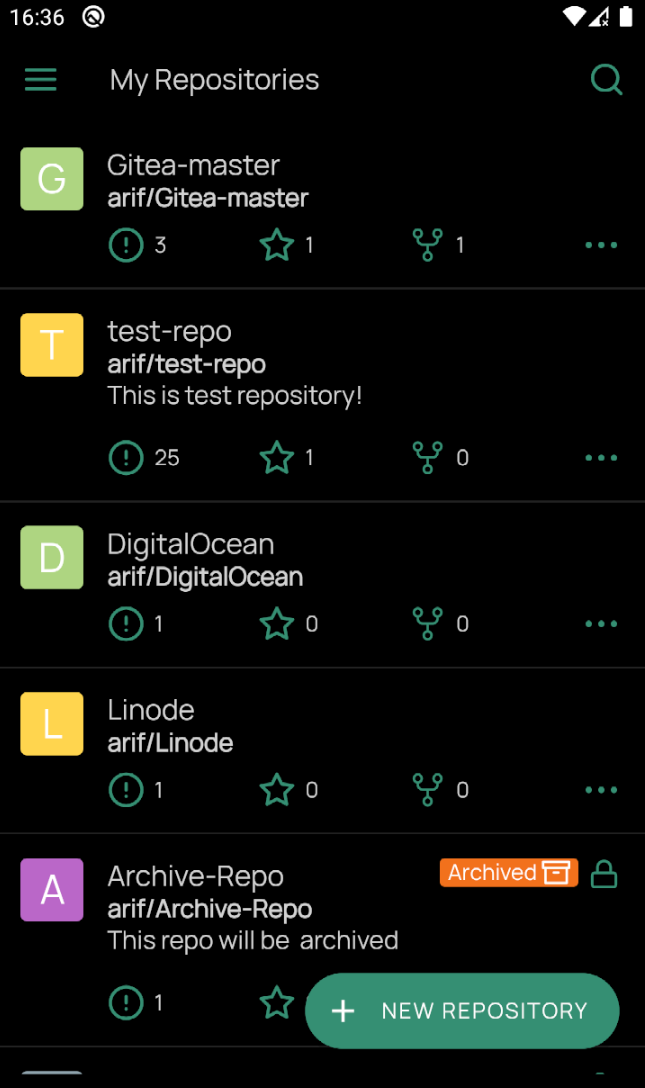 16:36
My Repositories
G
Gitea-master
arif/Gitea-master
3 1 1
T
test-repo
arif/test-repo
This is test repository!
25 1 0
D
DigitalOcean
arif/DigitalOcean
1 0 0
L
Linode
arif/Linode
1 0 0
A
Archive-Repo
Archived
arif/Archive-Repo
This repo will be  archived
1
NEW REPOSITORY